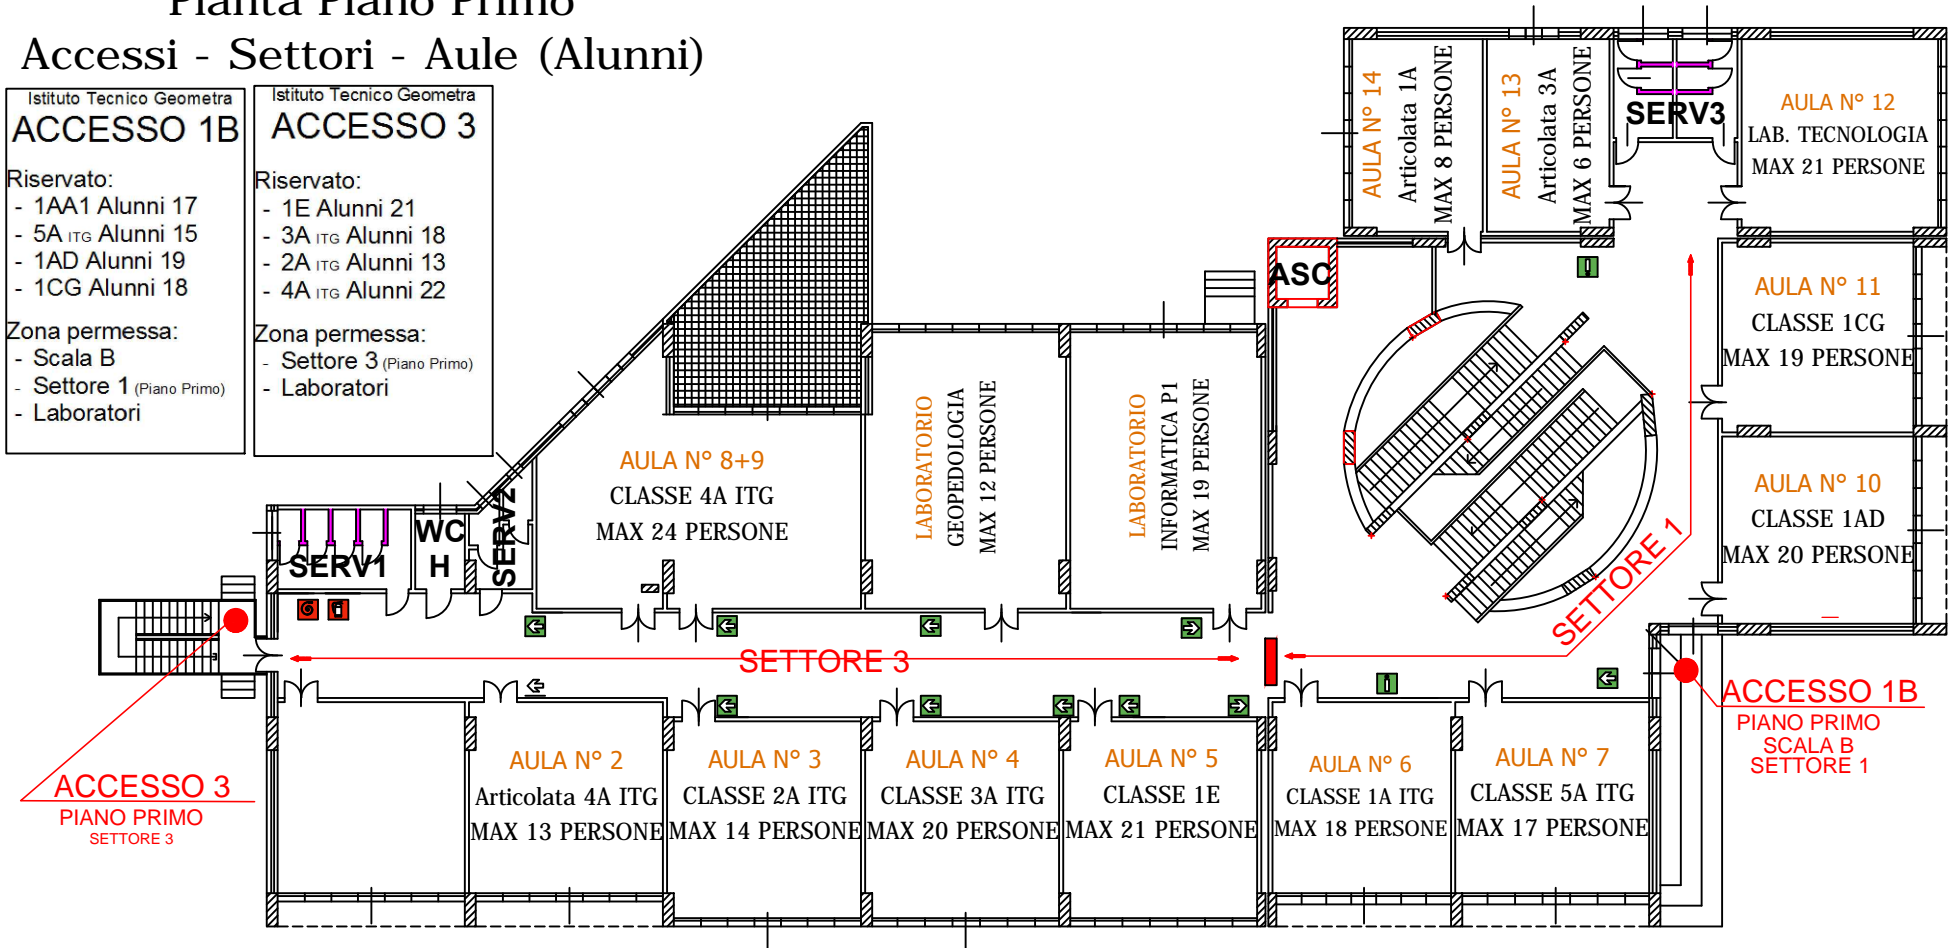 Pianta Piano Primo
Accessi - Settori - Aule (Alunni)
Istituto Tecnico Geometra
ACCESSO 1B
Riservato:
- 1AA1 Alunni 17
- 5A ITG Alunni 15
- 1AD Alunni 19
- 1CG Alunni 18
Zona permessa:
- Scala B
- Settore 1 (Piano Primo)
- Laboratori
Istituto Tecnico Geometra
ACCESSO 3
Riservato:
- 1E Alunni 21
- 3A ITG Alunni 18
- 2A ITG Alunni 13
- 4A ITG Alunni 22
Zona permessa:
- Settore 3 (Piano Primo)
- Laboratori
AULA N° 14
Articolata 1A
MAX 8 PERSONE
AULA N° 13
Articolata 3A
MAX 6 PERSONE
SERV3
AULA N° 12
LAB. TECNOLOGIA
MAX 21 PERSONE
ASC
AULA N° 11
CLASSE 1CG
MAX 19 PERSONE
AULA N° 10
CLASSE 1AD
MAX 20 PERSONE
AULA N° 8+9
CLASSE 4A ITG
MAX 24 PERSONE
LABORATORIO
GEOPEDOLOGIA
MAX 12 PERSONE
LABORATORIO
INFORMATICA P1
MAX 19 PERSONE
SERV1
WC
H
SERV2
SETTORE 3
SETTORE 1
ACCESSO 3
PIANO PRIMO
SETTORE 3
AULA N° 2
Articolata 4A ITG
MAX 13 PERSONE
AULA N° 3
CLASSE 2A ITG
MAX 14 PERSONE
AULA N° 4
CLASSE 3A ITG
MAX 20 PERSONE
AULA N° 5
CLASSE 1E
MAX 21 PERSONE
AULA N° 6
CLASSE 1A ITG
MAX 18 PERSONE
AULA N° 7
CLASSE 5A ITG
MAX 17 PERSONE
ACCESSO 1B
PIANO PRIMO
SCALA B
SETTORE 1